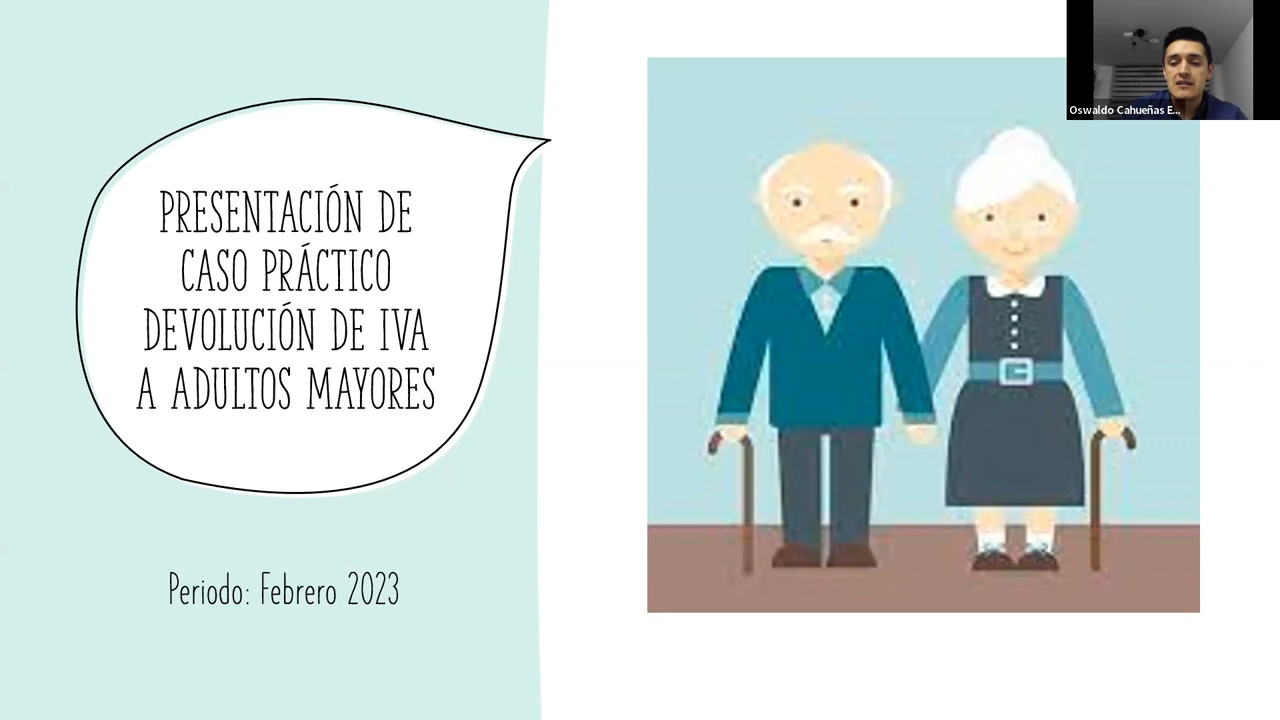 PRESENTACIÓN DE
CASO PRÁCTICO
DEVOLUCIÓN DE IVA
A ADULTOS MAYORES
Periodo: Febrero 2023
Oswaldo Cahueñas E...